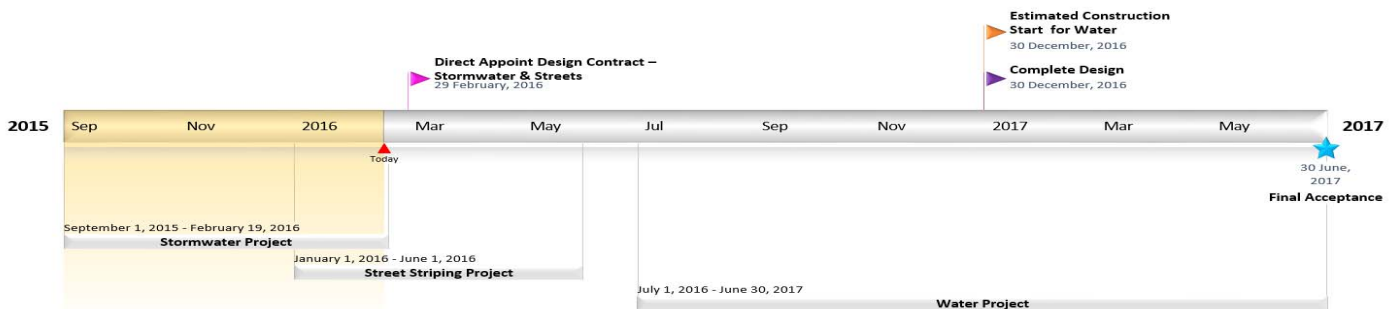 Estimated Construction
Start for Water
30 December, 2016
Direct Appoint Design Contract –
Stormwater & Streets
29 February, 2016
Complete Design
30 December, 2016
2015 Sep Nov 2016 Mar May Jul Sep Nov 2017 Mar May 2017
Today
30 June,
2017
Final Acceptance
September 1, 2015 - February 19, 2016
Stormwater Project
January 1, 2016 - June 1, 2016
Street Striping Project
July 1, 2016 - June 30, 2017
Water Project